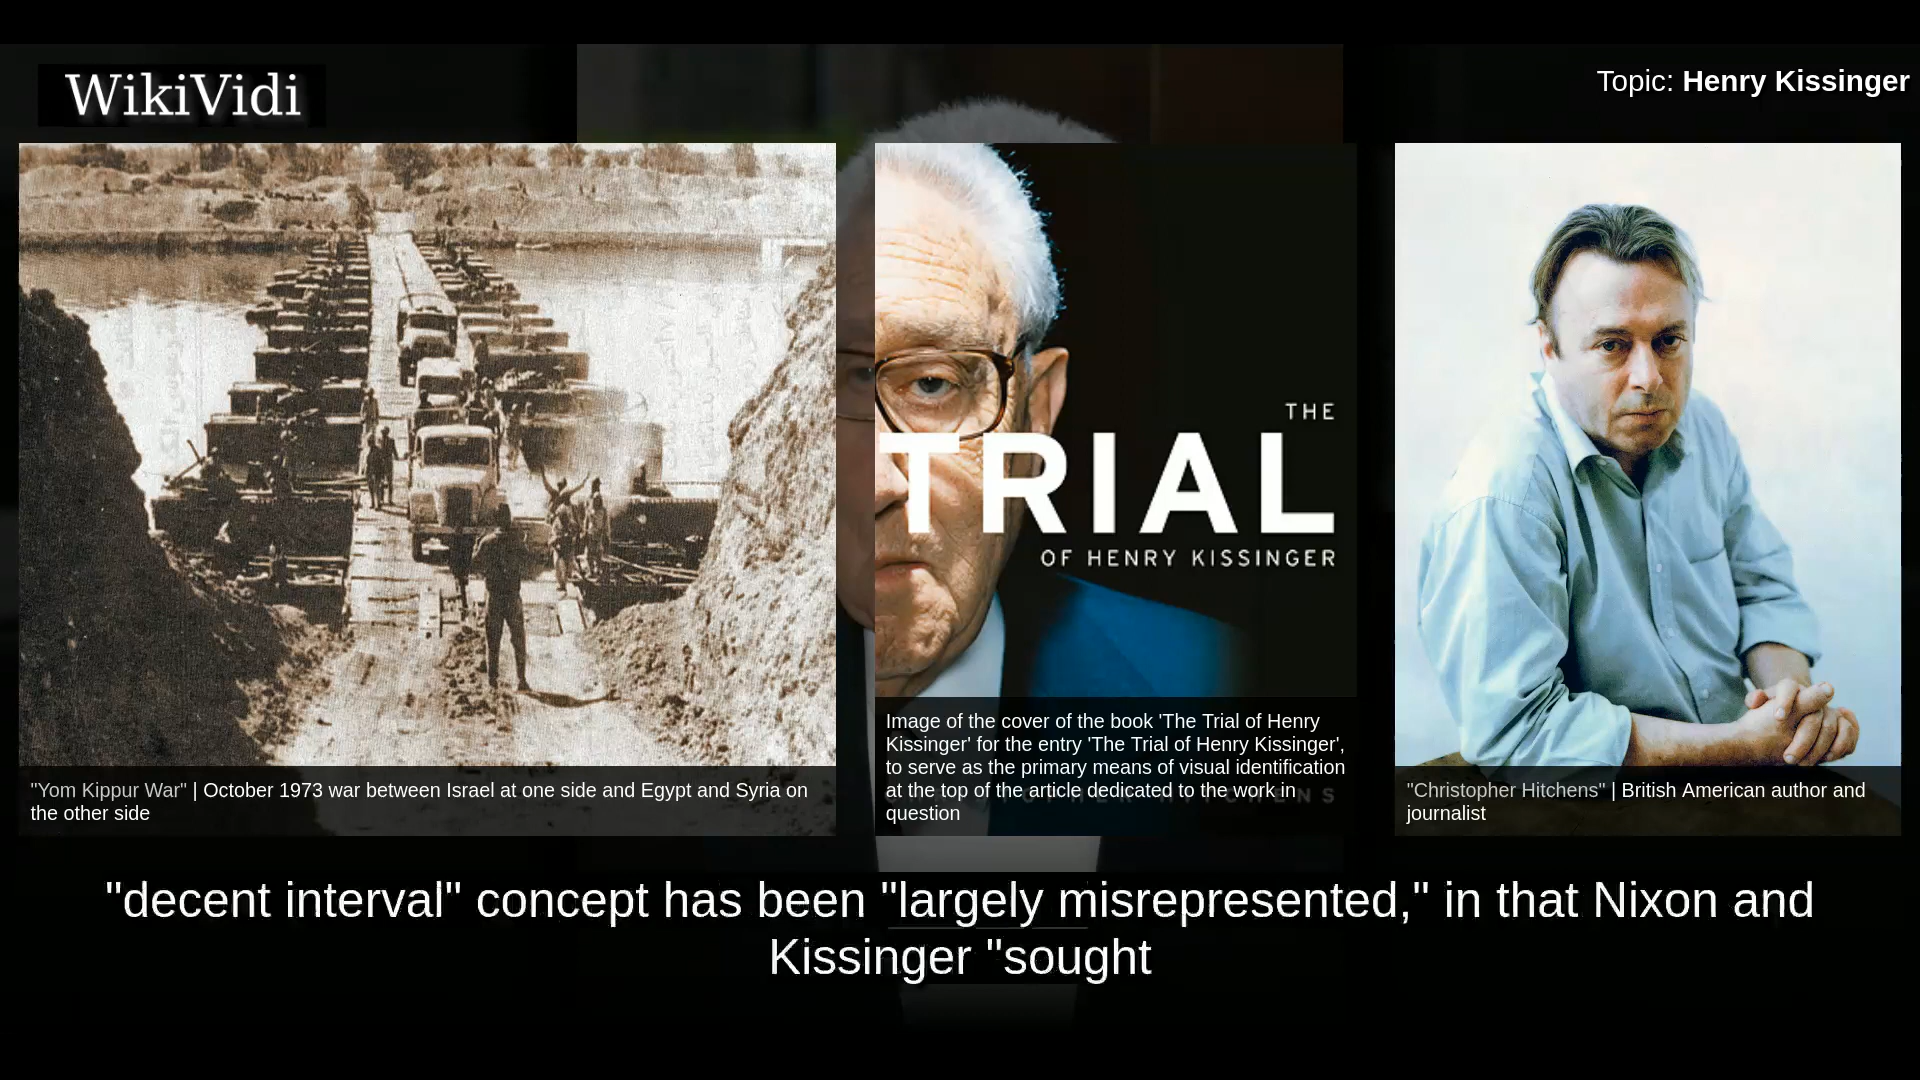 WikiVidi
Topic: Henry Kissinger
THE
TRIAL
OF HENRY KISSINGER
"Yom Kippur War" | October 1973 war between Israel at one side and Egypt and Syria on
the other side
Image of the cover of the book 'The Trial of Henry
Kissinger' for the entry 'The Trial of Henry Kissinger',
to serve as the primary means of visual identification
at the top of the article dedicated to the work in
question
"Christopher Hitchens" | British American author and
journalist
"decent interval" concept has been "largely misrepresented," in that Nixon and
Kissinger "sought